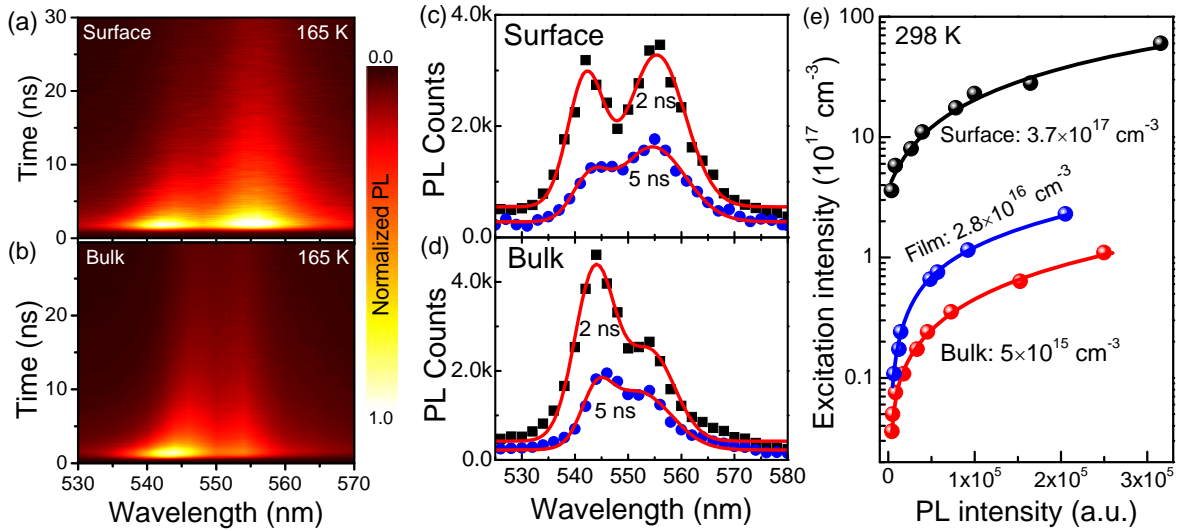 (a)
Surface
165 K
30
20
10
0
Time (ns)
(b)
Bulk
165 K
30
20
10
0
Time (ns)
530 540 550 560 570
Wavelength (nm)
0.0
Normalized PL
1.0
(c)
Surface
4.0k
2.0k
0.0
PL Counts
2 ns
5 ns
(d)
Bulk
4.0k
2.0k
0.0
PL Counts
2 ns
5 ns
540 560 580
Wavelength (nm)
(e)
298 K
100
10
1
0.1
Excitation intensity (10¹⁷ cm⁻³)
Surface: 3.7×10¹⁷ cm⁻³
Film: 2.8×10¹⁶ cm⁻³
Bulk: 5×10¹⁵ cm⁻³
0 1x10⁵ 2x10⁵ 3x10⁵
PL intensity (a.u.)